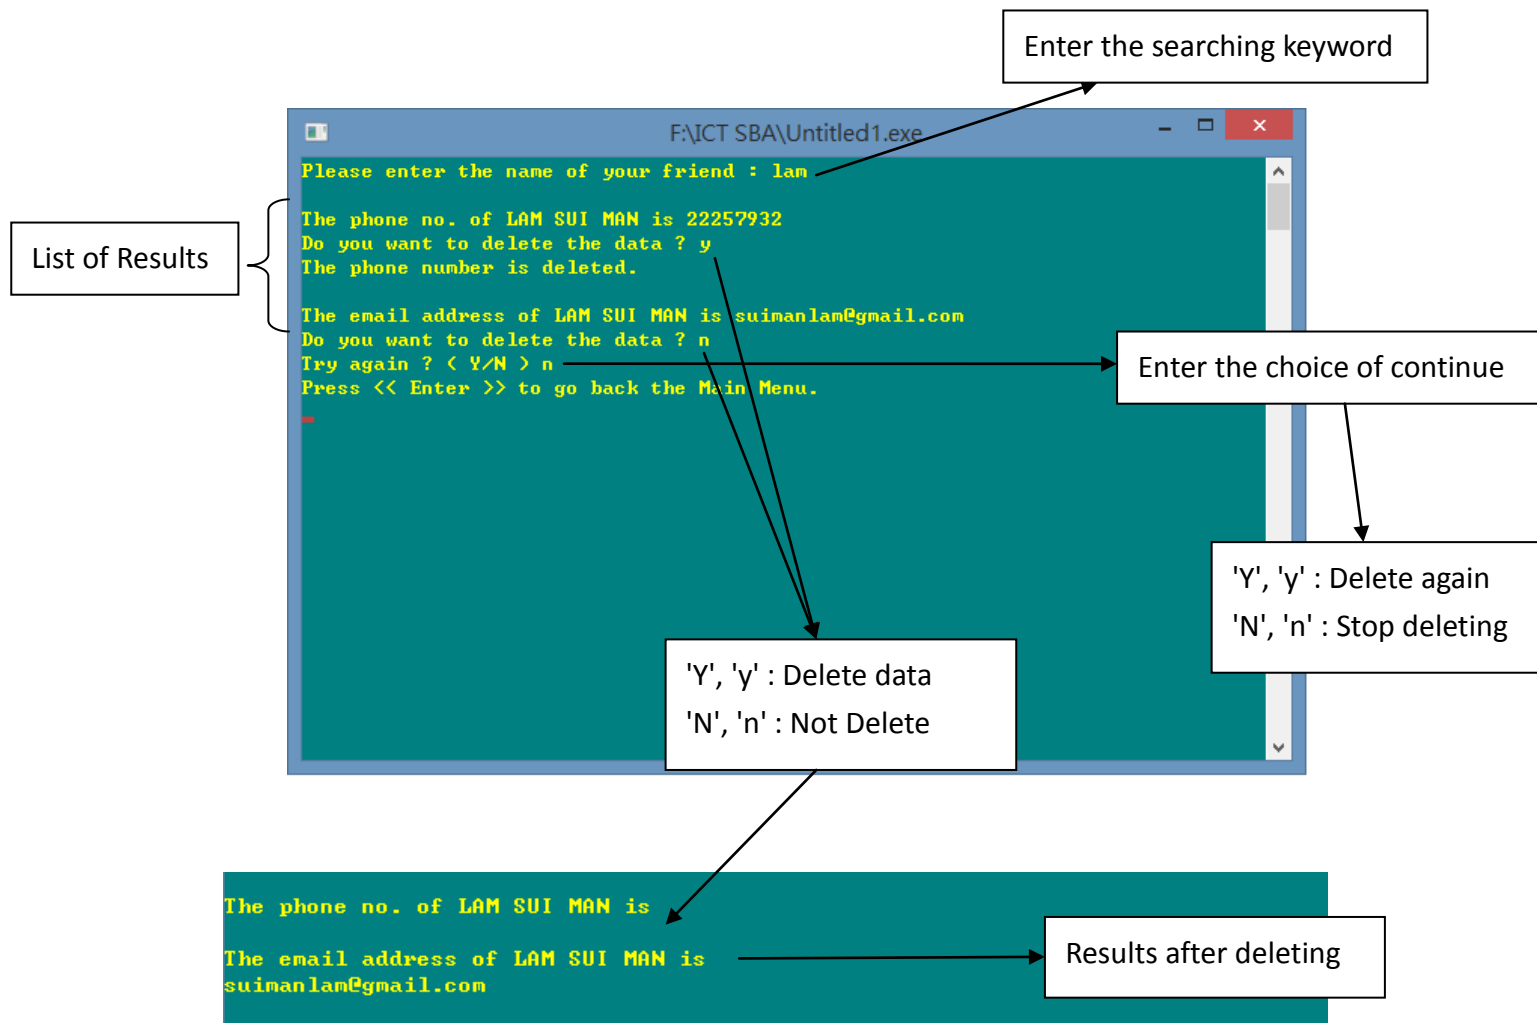 Enter the searching keyword
F:\ICT SBA\Untitled1.exe
Please enter the name of your friend : lam
The phone no. of LAM SUI MAN is 22257932
Do you want to delete the data ? y
The phone number is deleted.
List of Results
The email address of LAM SUI MAN is suimanlam@gmail.com
Do you want to delete the data ? n
Try again ? ( Y/N ) n
Press << Enter >> to go back the Main Menu.
Enter the choice of continue
'Y', 'y' : Delete again
'N', 'n' : Stop deleting
'Y', 'y' : Delete data
'N', 'n' : Not Delete
The phone no. of LAM SUI MAN is
The email address of LAM SUI MAN is
suimanlam@gmail.com
Results after deleting